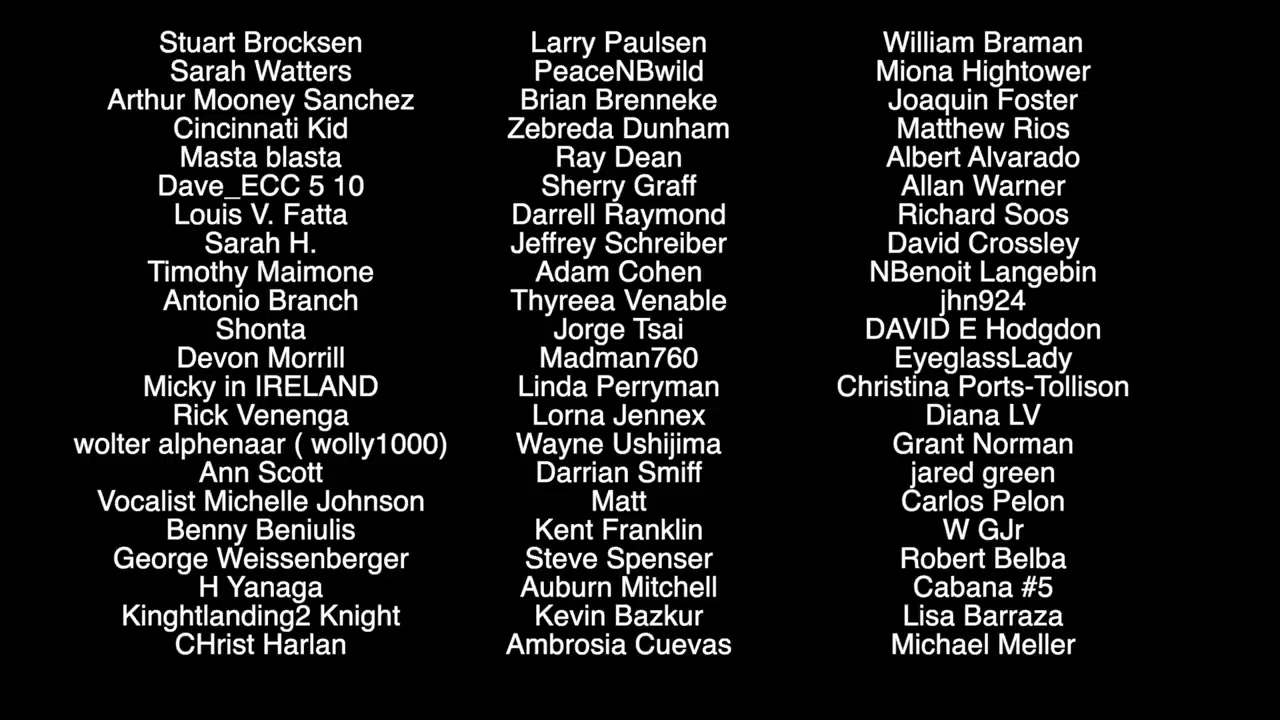 Stuart Brocksen
Sarah Watters
Arthur Mooney Sanchez
Cincinnati Kid
Masta blasta
Dave_ECC 5 10
Louis V. Fatta
Sarah H.
Timothy Maimone
Antonio Branch
Shonta
Devon Morrill
Micky in IRELAND
Rick Venenga
wolter alphenaar ( wolly1000)
Ann Scott
Vocalist Michelle Johnson
Benny Beniulis
George Weissenberger
H Yanaga
Kinghtlanding2 Knight
CHrist Harlan
Larry Paulsen
PeaceNBwild
Brian Brenneke
Zebreda Dunham
Ray Dean
Sherry Graff
Darrell Raymond
Jeffrey Schreiber
Adam Cohen
Thyreea Venable
Jorge Tsai
Madman760
Linda Perryman
Lorna Jennex
Wayne Ushijima
Darrian Smiff
Matt
Kent Franklin
Steve Spenser
Auburn Mitchell
Kevin Bazkur
Ambrosia Cuevas
William Braman
Miona Hightower
Joaquin Foster
Matthew Rios
Albert Alvarado
Allan Warner
Richard Soos
David Crossley
NBenoit Langebin
jhn924
DAVID E Hodgdon
EyeglassLady
Christina Ports-Tollison
Diana LV
Grant Norman
jared green
Carlos Pelon
W GJr
Robert Belba
Cabana #5
Lisa Barraza
Michael Meller